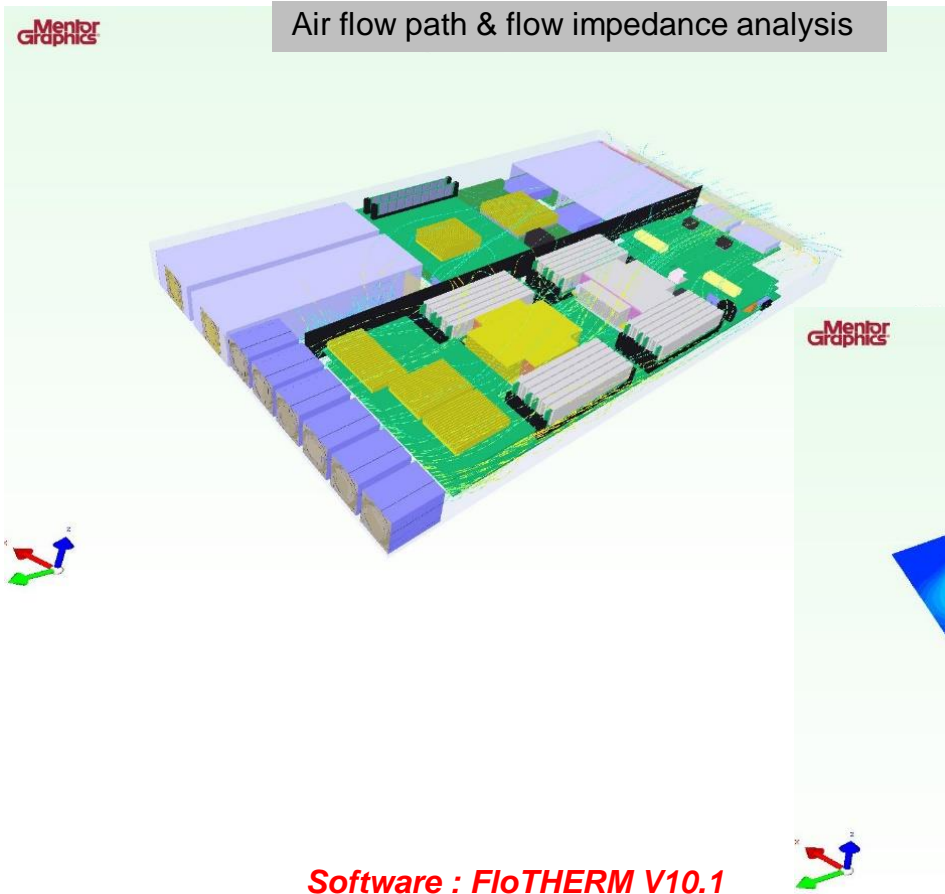 Mentor
Graphics
Air flow path & flow impedance analysis
Mentor
Graphics
z
z
Software : FloTHERM V10.1